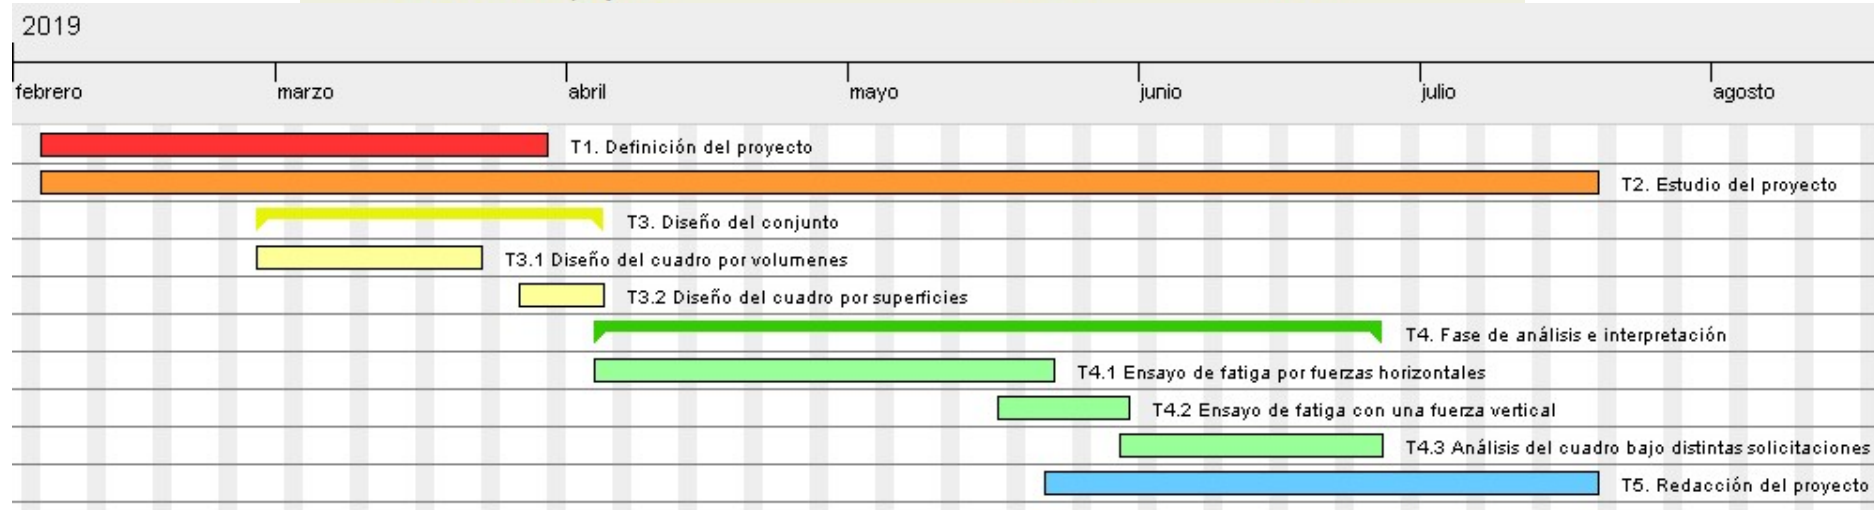 2019
febrero marzo abril mayo junio julio agosto
T1. Definición del proyecto
T2. Estudio del proyecto
T3. Diseño del conjunto
T3.1 Diseño del cuadro por volumenes
T3.2 Diseño del cuadro por superficies
T4. Fase de análisis e interpretación
T4.1 Ensayo de fatiga por fuerzas horizontales
T4.2 Ensayo de fatiga con una fuerza vertical
T4.3 Análisis del cuadro bajo distintas solicitaciones
T5. Redacción del proyecto